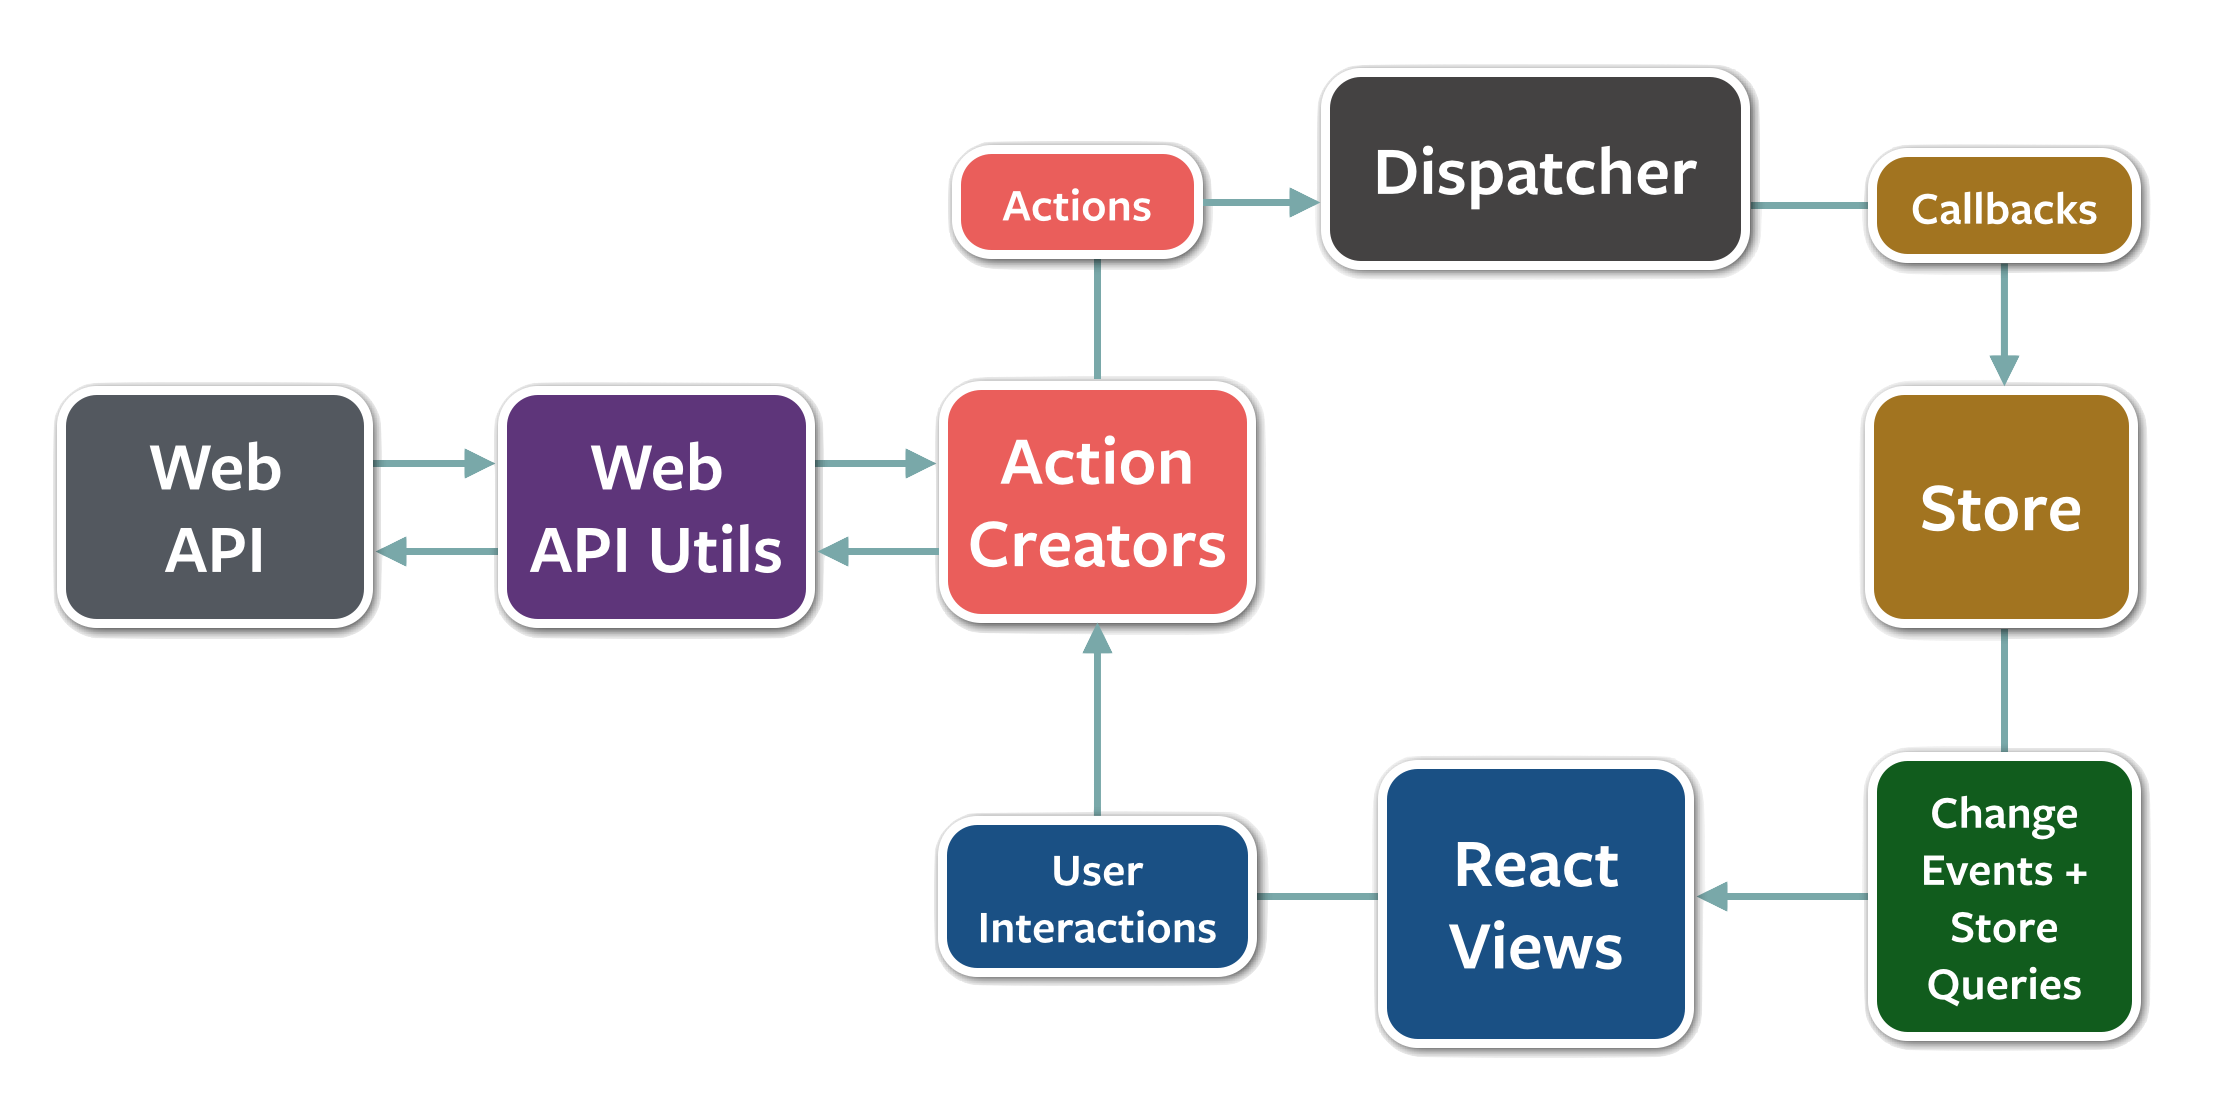 Dispatcher
Actions
Callbacks
Web
API
Web
API Utils
Action
Creators
Store
User
Interactions
React
Views
Change
Events +
Store
Queries